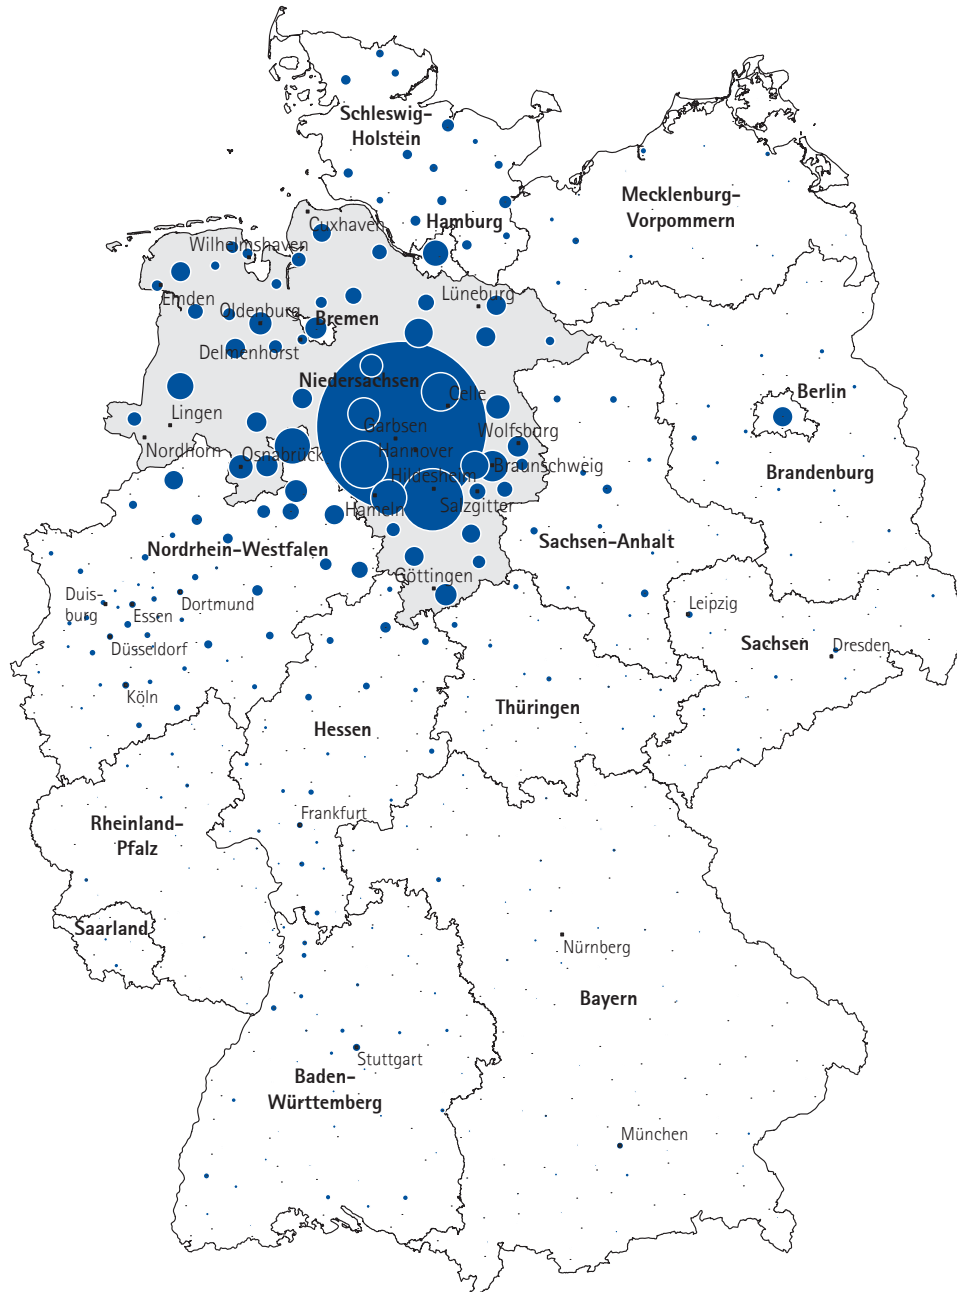 Schleswig-
Holstein
Mecklenburg-
Vorpommern
Hamburg
Cuxhaven
Wilhelmshaven
Emden
Lüneburg
Oldenburg
Bremen
Delmenhorst
Niedersachsen
Celle
Berlin
Lingen
Garbsen
Wolfsburg
Nordhorn
Osnabrück
Hannover
Braunschweig
Brandenburg
Hildesheim
Hameln
Salzgitter
Nordrhein-Westfalen
Sachsen-Anhalt
Göttingen
Duis-
burg
Essen
Dortmund
Leipzig
Düsseldorf
Sachsen
Dresden
Köln
Hessen
Thüringen
Frankfurt
Rheinland-
Pfalz
Saarland
Nürnberg
Bayern
Stuttgart
Baden-
Württemberg
München